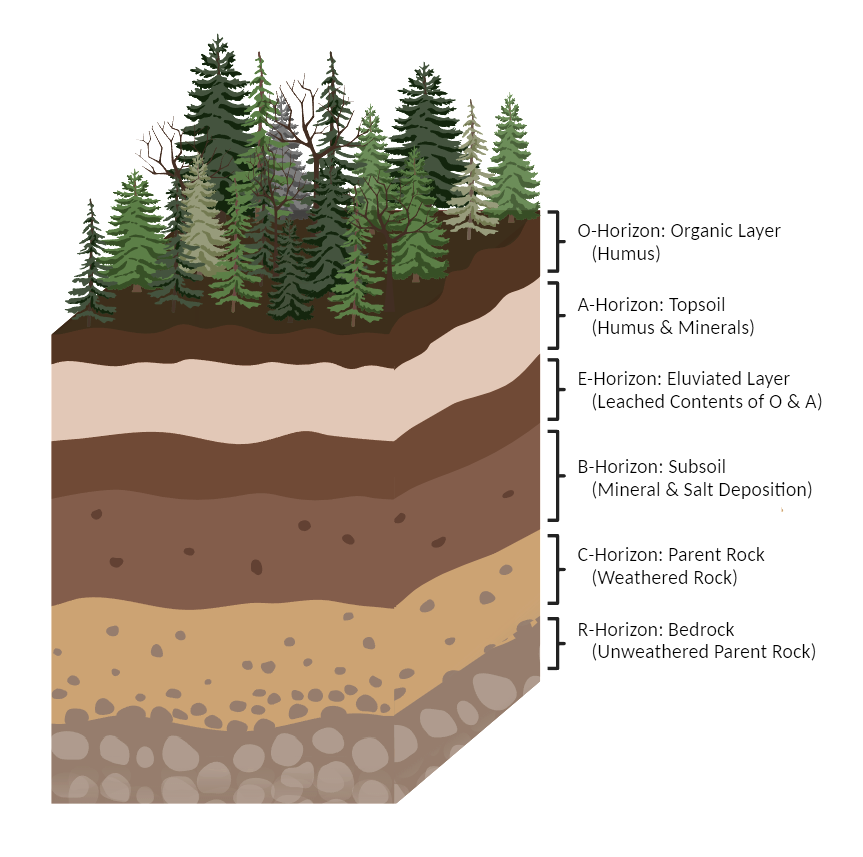 O-Horizon: Organic Layer
(Humus)
A-Horizon: Topsoil
(Humus & Minerals)
E-Horizon: Eluviated Layer
(Leached Contents of O & A)
B-Horizon: Subsoil
(Mineral & Salt Deposition)
C-Horizon: Parent Rock
(Weathered Rock)
R-Horizon: Bedrock
(Unweathered Parent Rock)